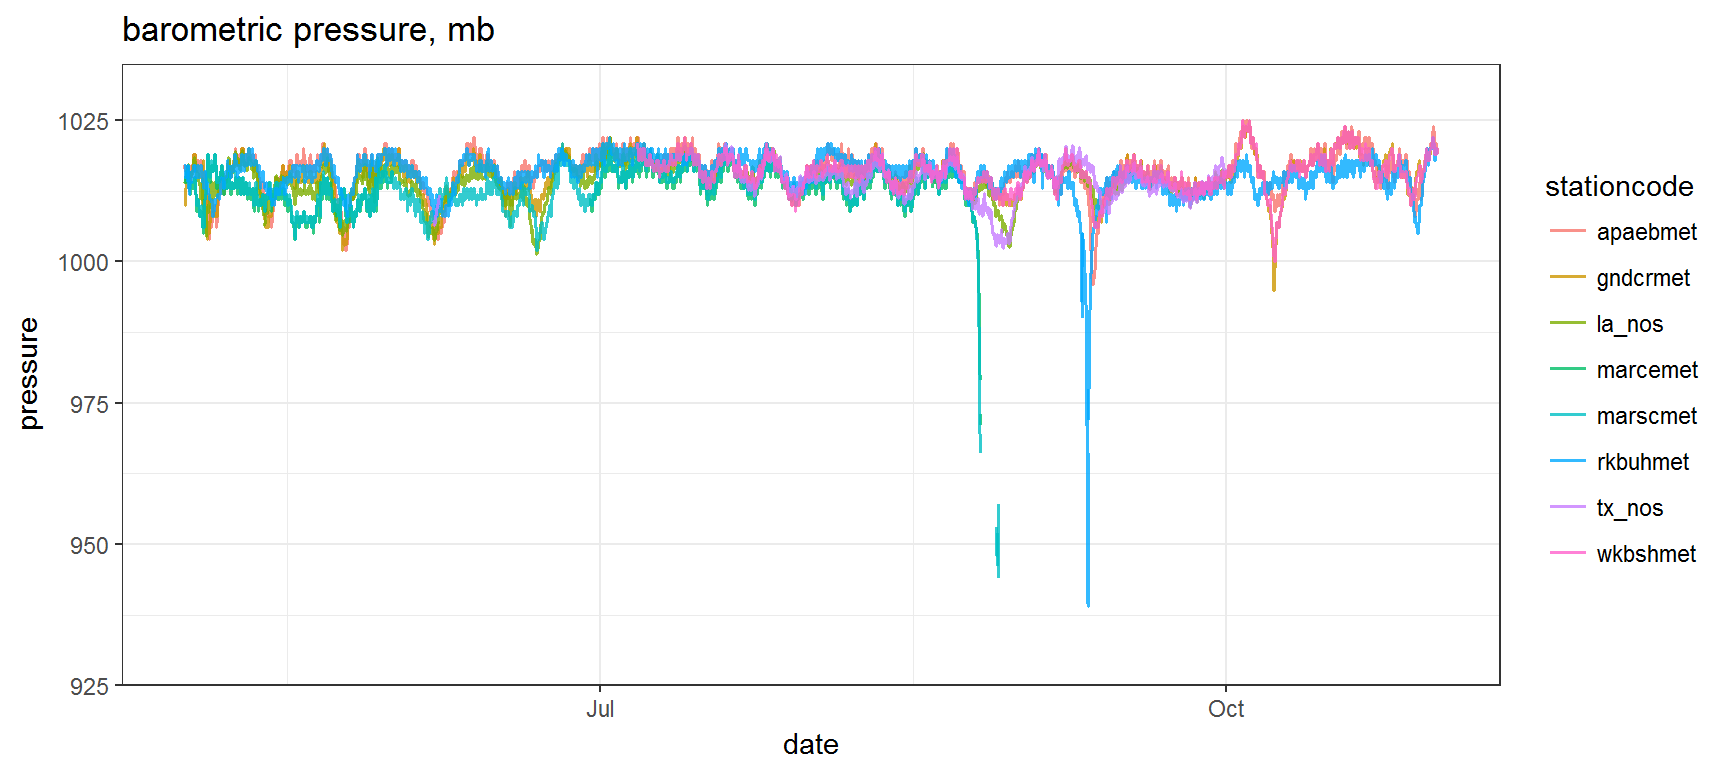 barometric pressure, mb
1025
1000
975
950
925
pressure
Jul
Oct
date
stationcode
apaebmet
gndcrmet
la_nos
marcemet
marscmet
rkbuhmet
tx_nos
wkbshmet